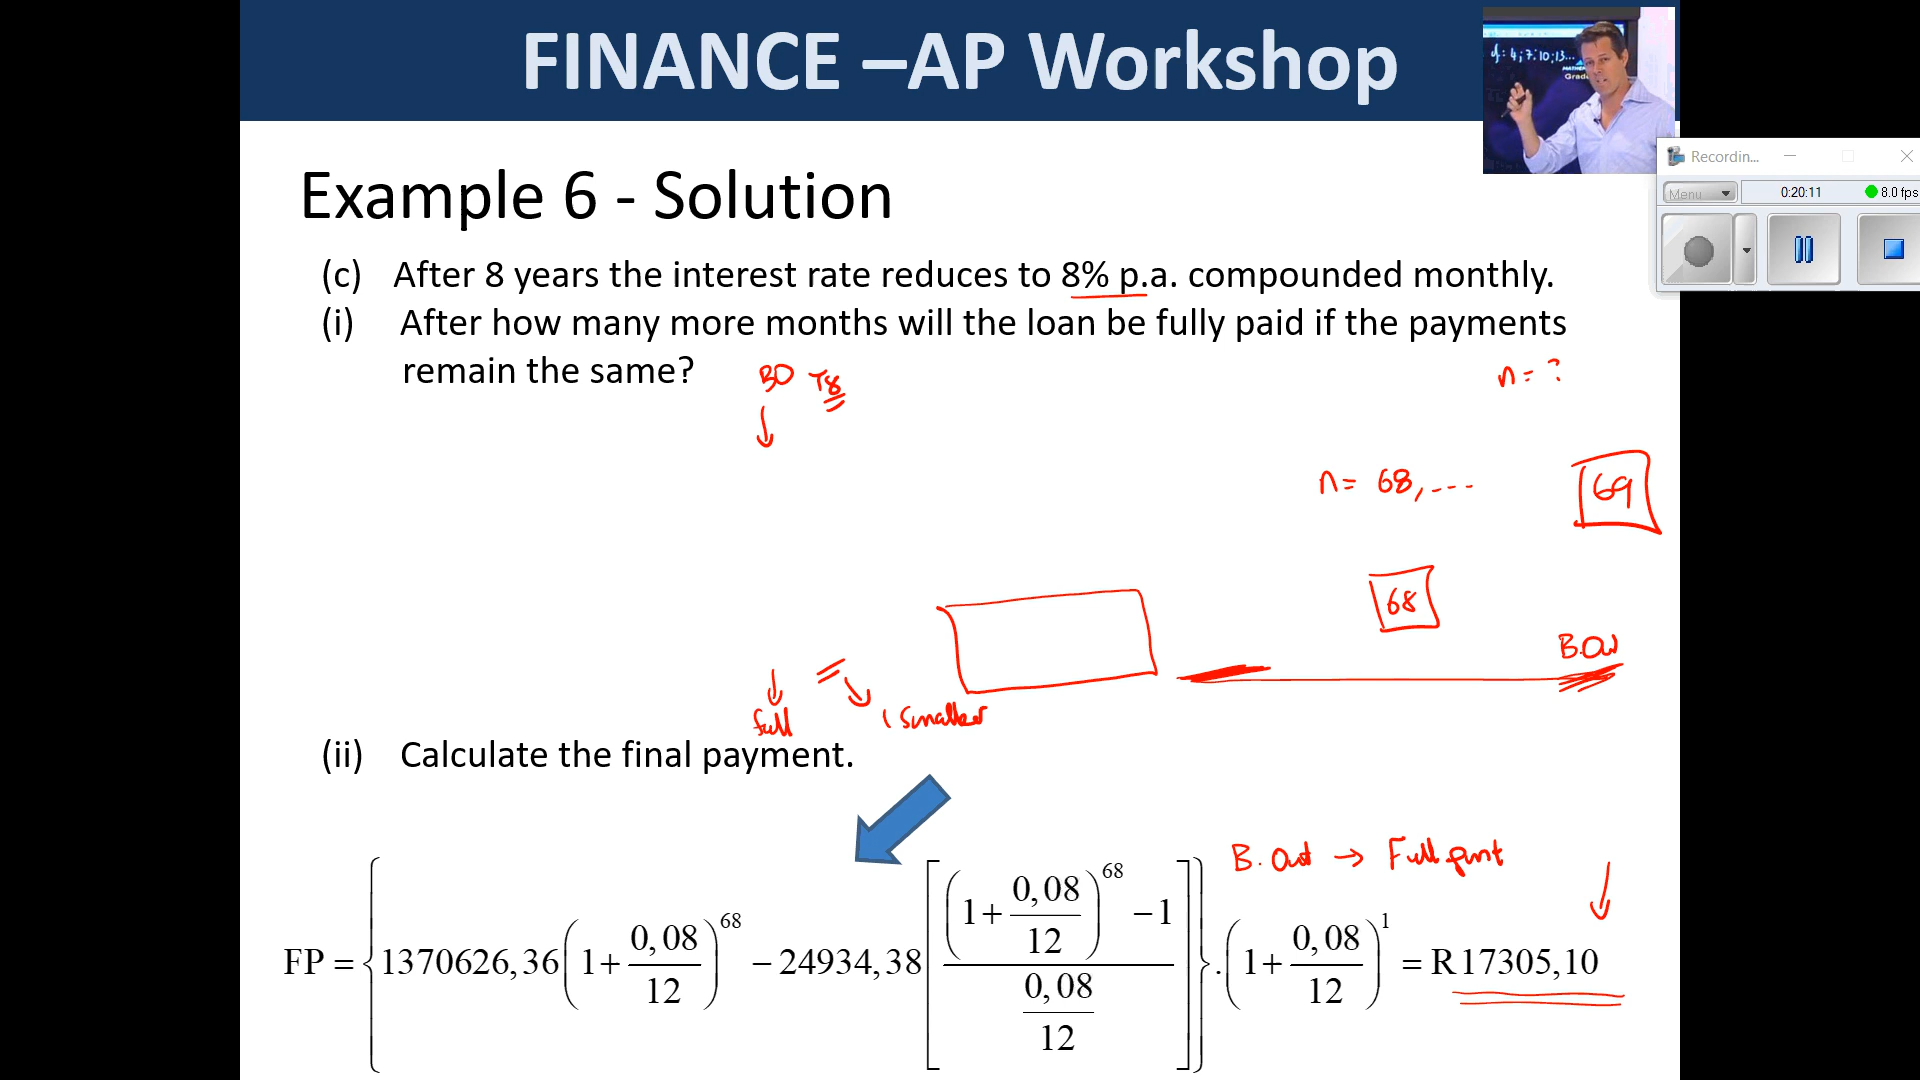 FINANCE –AP Workshop
Recordin...
Menu
0:20:11
8.0 fps
Example 6 - Solution
(c) After 8 years the interest rate reduces to 8% p.a. compounded monthly.
(i) After how many more months will the loan be fully paid if the payments
remain the same?
BO T8
n = ?
n = 68, ....
69
68
B.Out
full
1 Smaller
(ii) Calculate the final payment.
B. Out → Full pmt
FP = {1370626,36(1+0,08/12)^68 − 24934,38[((1+0,08/12)^68 −1)/(0,08/12)]}.(1+0,08/12)^1 = R17305,10